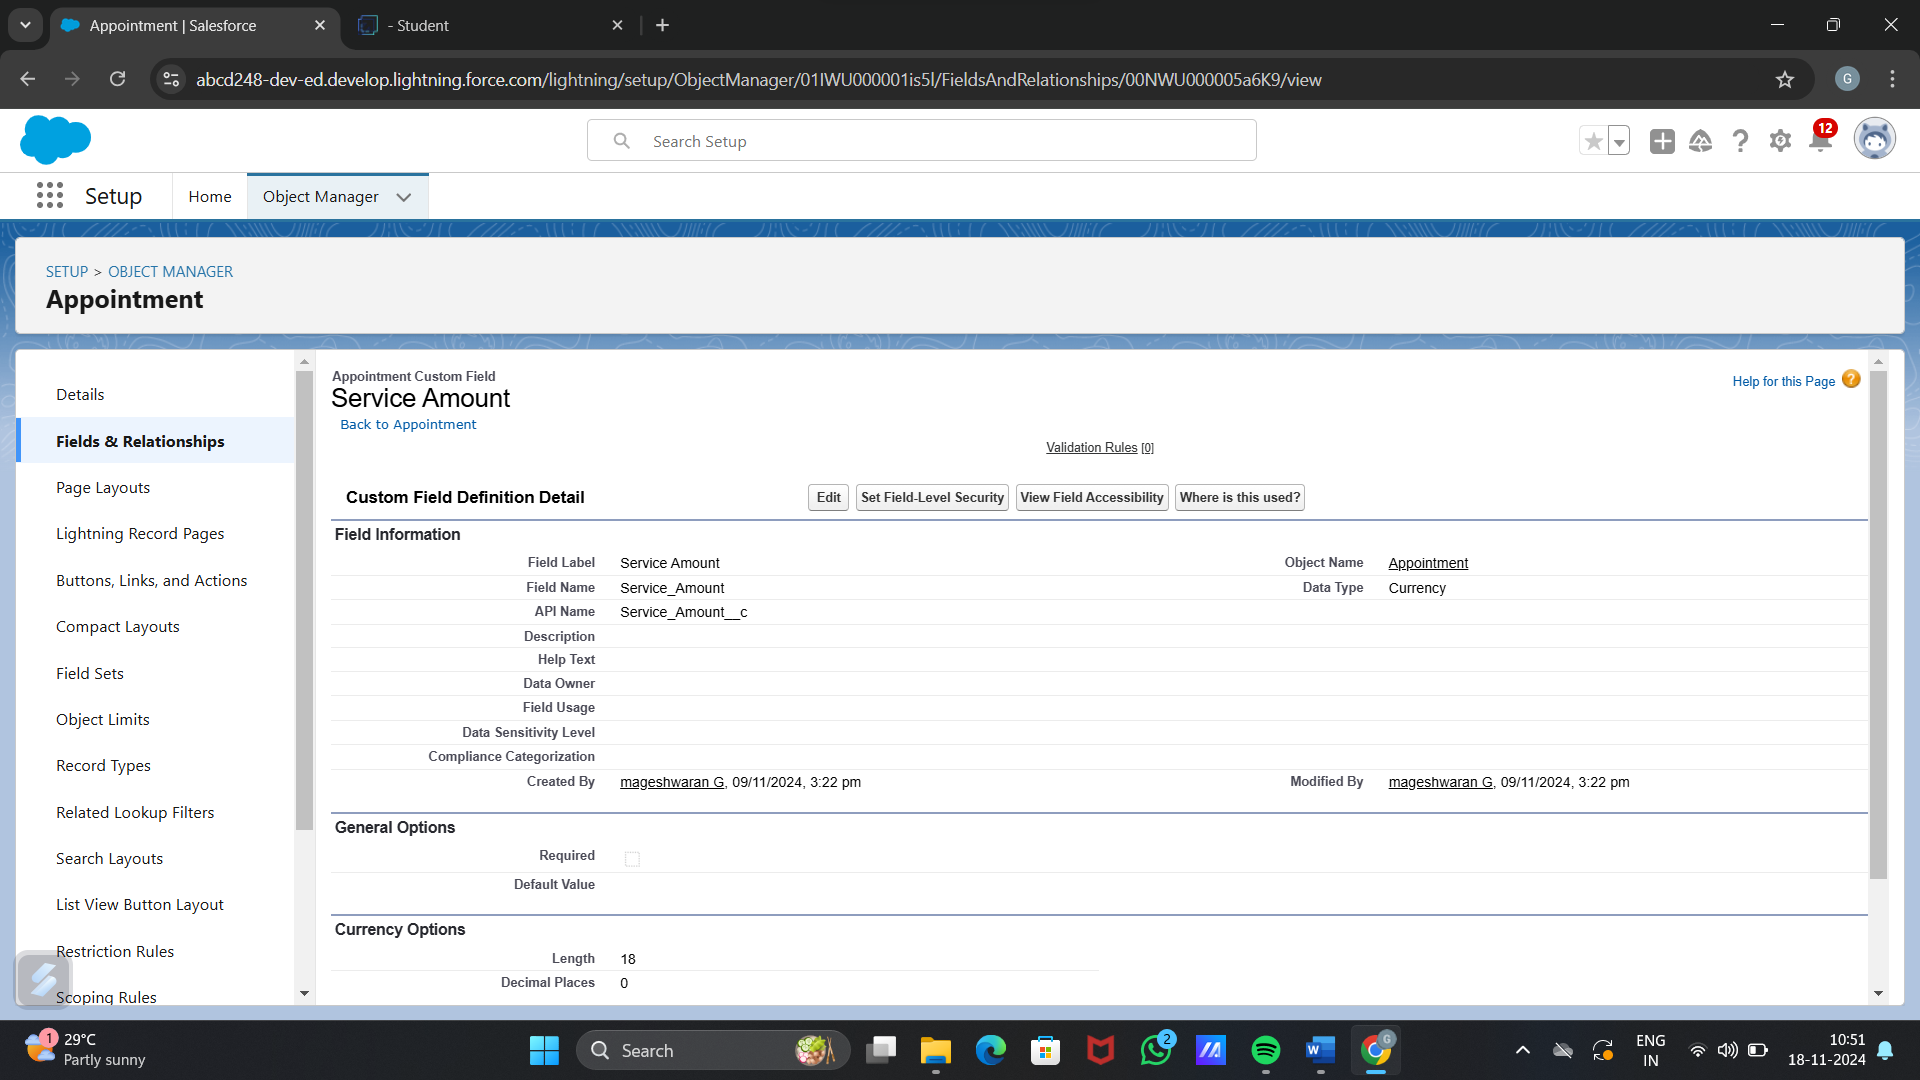 Appointment | Salesforce
- Student
abcd248-dev-ed.develop.lightning.force.com/lightning/setup/ObjectManager/01IWU000001is5l/FieldsAndRelationships/00NWU000005a6K9/view
G
Search Setup
12
Setup
Home
Object Manager
SETUP > OBJECT MANAGER
Appointment
Details
Fields & Relationships
Page Layouts
Lightning Record Pages
Buttons, Links, and Actions
Compact Layouts
Field Sets
Object Limits
Record Types
Related Lookup Filters
Search Layouts
List View Button Layout
Restriction Rules
Scoping Rules
Appointment Custom Field
Service Amount
Back to Appointment
Help for this Page
Validation Rules [0]
Custom Field Definition Detail
Edit
Set Field-Level Security
View Field Accessibility
Where is this used?
Field Information
Field Label Service Amount Object Name Appointment
Field Name Service_Amount Data Type Currency
API Name Service_Amount__c
Description
Help Text
Data Owner
Field Usage
Data Sensitivity Level
Compliance Categorization
Created By mageshwaran G, 09/11/2024, 3:22 pm Modified By mageshwaran G, 09/11/2024, 3:22 pm
General Options
Required
Default Value
Currency Options
Length 18
Decimal Places 0
1
29°C
Partly sunny
Search
2
G
ENG
IN
10:51
18-11-2024